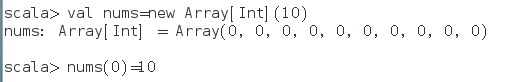 scala> val nums=new Array[Int](10)
nums: Array[Int] = Array(0, 0, 0, 0, 0, 0, 0, 0, 0, 0)
scala> nums(0)=10